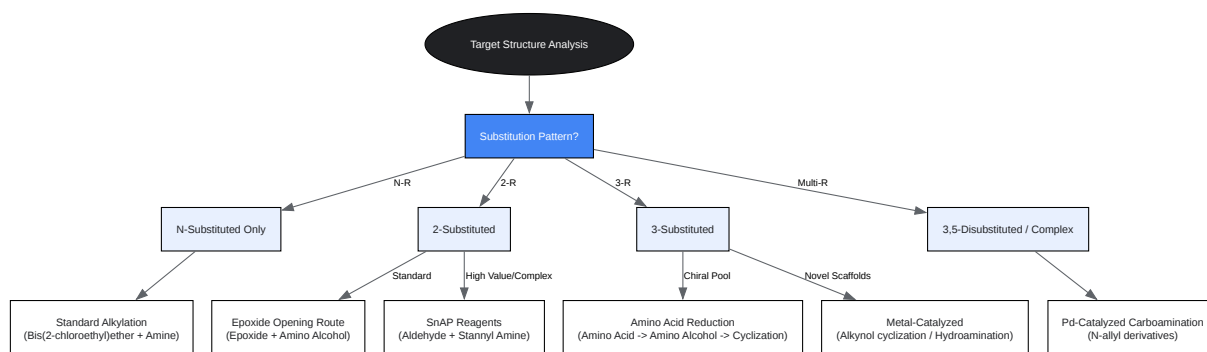 Target Structure Analysis
Substitution Pattern?
N-R
2-R
3-R
Multi-R
N-Substituted Only
2-Substituted
3-Substituted
3,5-Disubstituted / Complex
Standard
High Value/Complex
Chiral Pool
Novel Scaffolds
Standard Alkylation
(Bis(2-chloroethyl)ether + Amine)
Epoxide Opening Route
(Epoxide + Amino Alcohol)
SnAP Reagents
(Aldehyde + Stannyl Amine)
Amino Acid Reduction
(Amino Acid -> Amino Alcohol -> Cyclization)
Metal-Catalyzed
(Alkynol cyclization / Hydroamination)
Pd-Catalyzed Carboamination
(N-allyl derivatives)